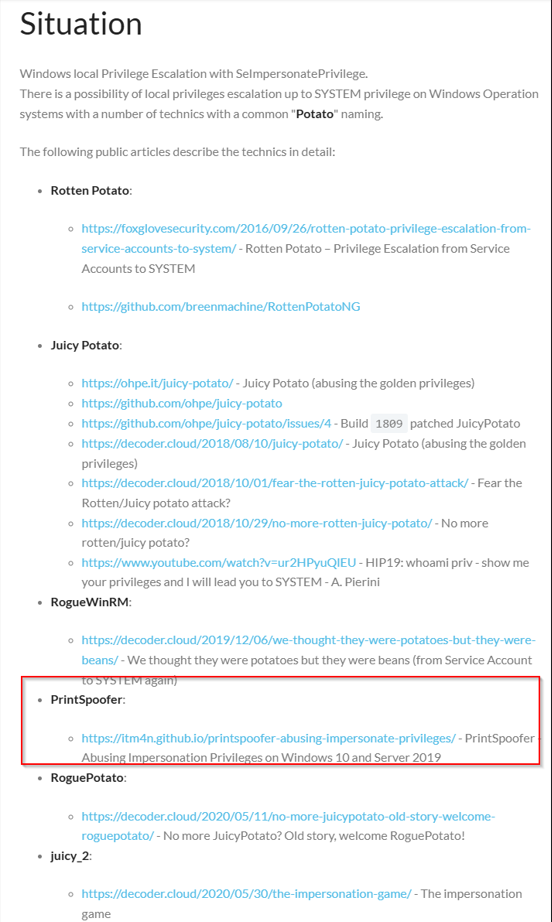 Situation
Windows local Privilege Escalation with SeImpersonatePrivilege.
There is a possibility of local privileges escalation up to SYSTEM privilege on Windows Operation
systems with a number of technics with a common "Potato" naming.
The following public articles describe the technics in detail:
Rotten Potato:
https://foxglovesecurity.com/2016/09/26/rotten-potato-privilege-escalation-from-
service-accounts-to-system/ - Rotten Potato – Privilege Escalation from Service
Accounts to SYSTEM
https://github.com/breenmachine/RottenPotatoNG
Juicy Potato:
https://ohpe.it/juicy-potato/ - Juicy Potato (abusing the golden privileges)
https://github.com/ohpe/juicy-potato
https://github.com/ohpe/juicy-potato/issues/4 - Build 1809 patched JuicyPotato
https://decoder.cloud/2018/08/10/juicy-potato/ - Juicy Potato (abusing the golden
privileges)
https://decoder.cloud/2018/10/01/fear-the-rotten-juicy-potato-attack/ - Fear the
Rotten/Juicy potato attack?
https://decoder.cloud/2018/10/29/no-more-rotten-juicy-potato/ - No more
rotten/juicy potato?
https://www.youtube.com/watch?v=ur2HPyuQlEU - HIP19: whoami priv - show me
your privileges and I will lead you to SYSTEM - A. Pierini
RogueWinRM:
https://decoder.cloud/2019/12/06/we-thought-they-were-potatoes-but-they-were-
beans/ - We thought they were potatoes but they were beans (from Service Account
to SYSTEM again)
PrintSpoofer:
https://itm4n.github.io/printspoofer-abusing-impersonate-privileges/ - PrintSpoofer -
Abusing Impersonation Privileges on Windows 10 and Server 2019
RoguePotato:
https://decoder.cloud/2020/05/11/no-more-juicypotato-old-story-welcome-
roguepotato/ - No more JuicyPotato? Old story, welcome RoguePotato!
juicy_2:
https://decoder.cloud/2020/05/30/the-impersonation-game/ - The impersonation
game